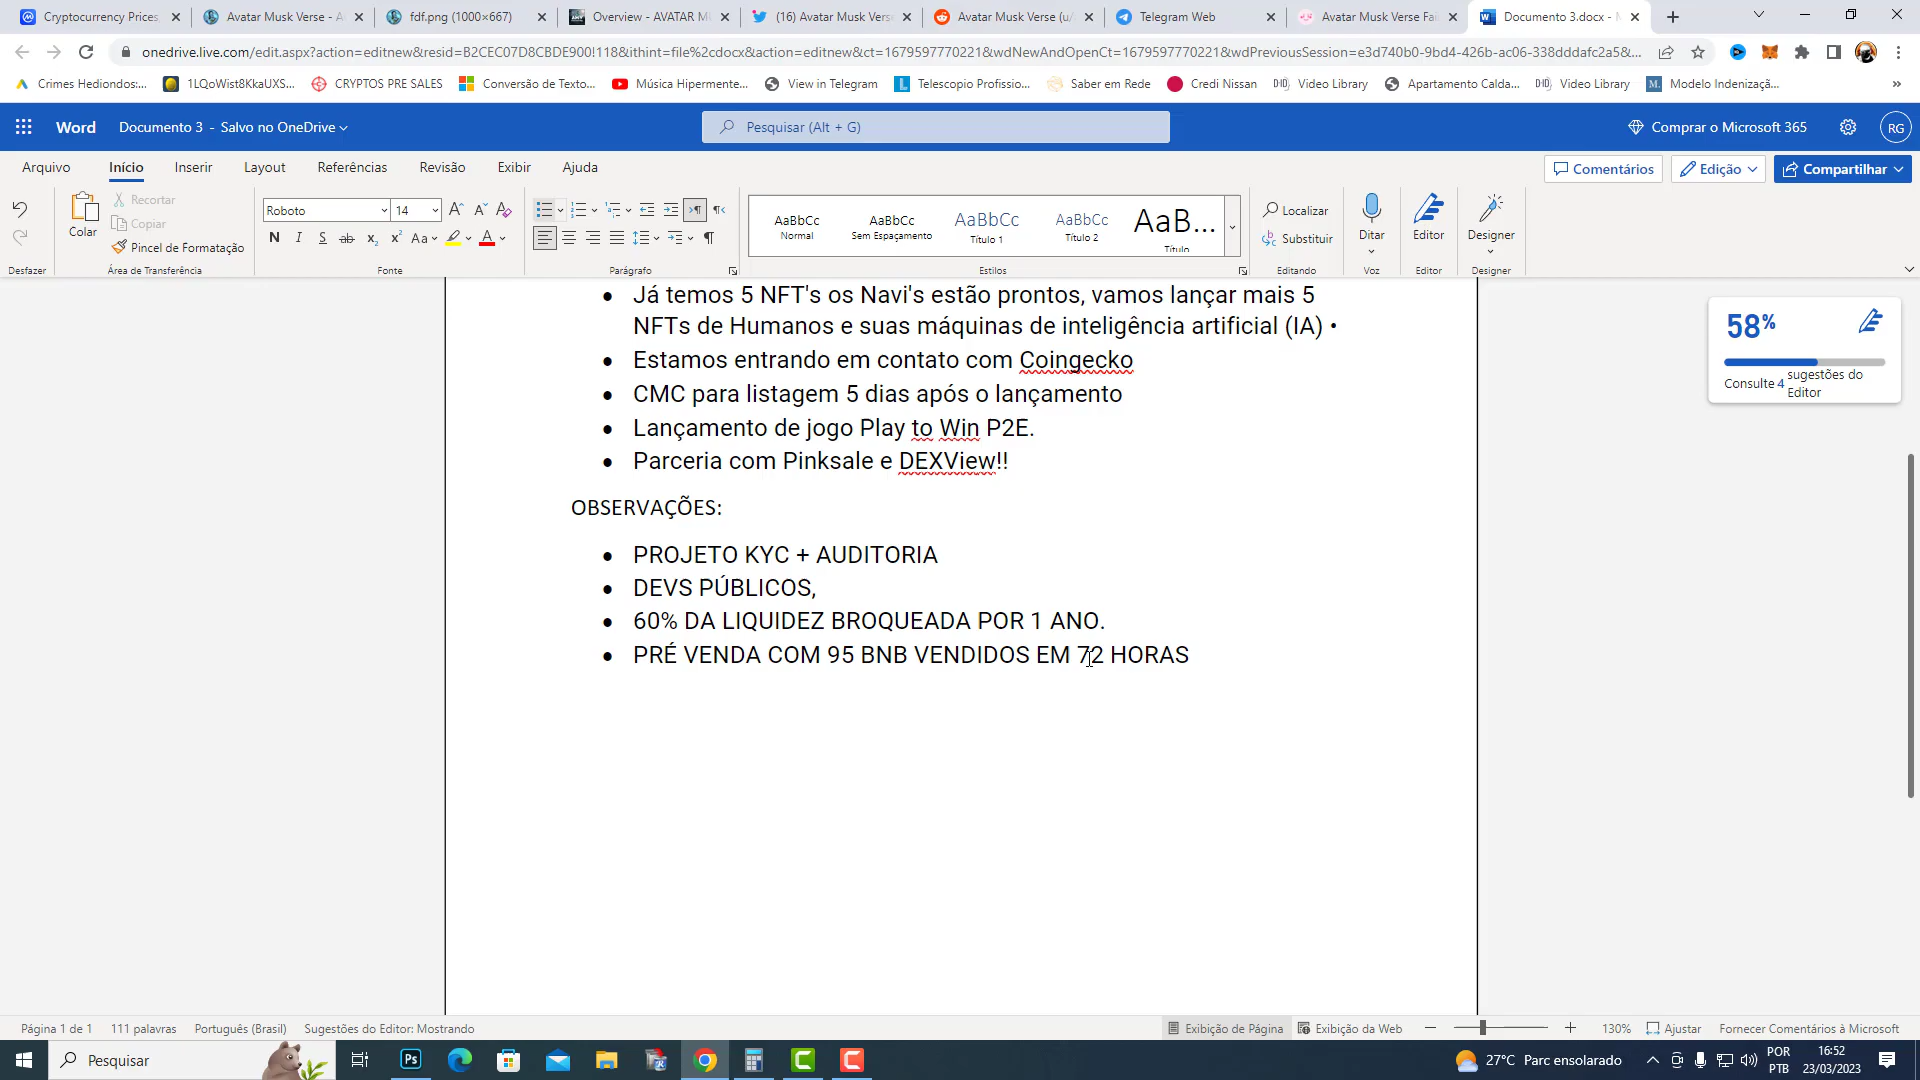 Cryptocurrency Prices
Avatar Musk Verse - A
fdf.png (1000×667)
Overview - AVATAR M
(16) Avatar Musk Verse
Avatar Musk Verse (u/
Telegram Web
Avatar Musk Verse Fai
Documento 3.docx - M
onedrive.live.com/edit.aspx?action=editnew&resid=B2CEC07D8CBDE900!118&ithint=file%2cdocx&action=editnew&ct=1679597770221&wdNewAndOpenCt=1679597770221&wdPreviousSession=e3d740b0-9bd4-426b-ac06-338dddafc2a5&...
Crimes Hediondos:...
1LQoWist8KkaUXS...
CRYPTOS PRE SALES
Conversão de Texto...
Música Hipermente...
View in Telegram
Telescopio Profissio...
Saber em Rede
Credi Nissan
Video Library
Apartamento Calda...
Video Library
Modelo Indenizaçã...
Word
Documento 3 - Salvo no OneDrive
Pesquisar (Alt + G)
Comprar o Microsoft 365
RG
Arquivo
Início
Inserir
Layout
Referências
Revisão
Exibir
Ajuda
Comentários
Edição
Compartilhar
Colar
Recortar
Copiar
Pincel de Formatação
Roboto
14
AaBbCc
Normal
AaBbCc
Sem Espaçamento
AaBbCc
Título 1
AaBbCc
Título 2
AaB...
Título
Localizar
Substituir
Ditar
Editor
Designer
Desfazer
Área de Transferência
Fonte
Parágrafo
Estilos
Editando
Voz
Editor
Designer
• Já temos 5 NFT's os Navi's estão prontos, vamos lançar mais 5
NFTs de Humanos e suas máquinas de inteligência artificial (IA) •
• Estamos entrando em contato com Coingecko
• CMC para listagem 5 dias após o lançamento
• Lançamento de jogo Play to Win P2E.
• Parceria com Pinksale e DEXView!!
OBSERVAÇÕES:
• PROJETO KYC + AUDITORIA
• DEVS PÚBLICOS,
• 60% DA LIQUIDEZ BROQUEADA POR 1 ANO.
• PRÉ VENDA COM 95 BNB VENDIDOS EM 72 HORAS
58%
Consulte 4 sugestões do Editor
Página 1 de 1
111 palavras
Português (Brasil)
Sugestões do Editor: Mostrando
Exibição de Página
Exibição da Web
130%
Ajustar
Fornecer Comentários à Microsoft
Pesquisar
Ps
27°C Parc ensolarado
POR
PTB
16:52
23/03/2023